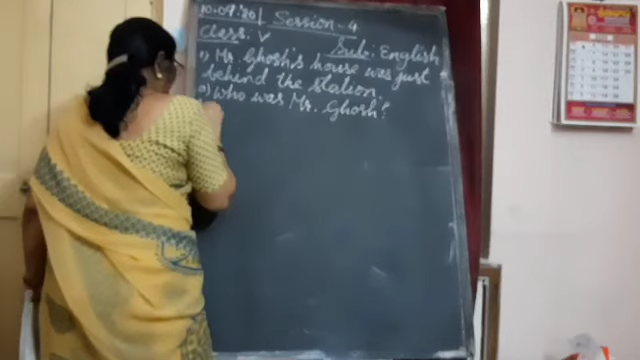 10.09.20 | Session-4
Class: V
Sub: English
1) Mr. Ghosh's house was just
behind the station.
a) Who was Mr. Ghosh?